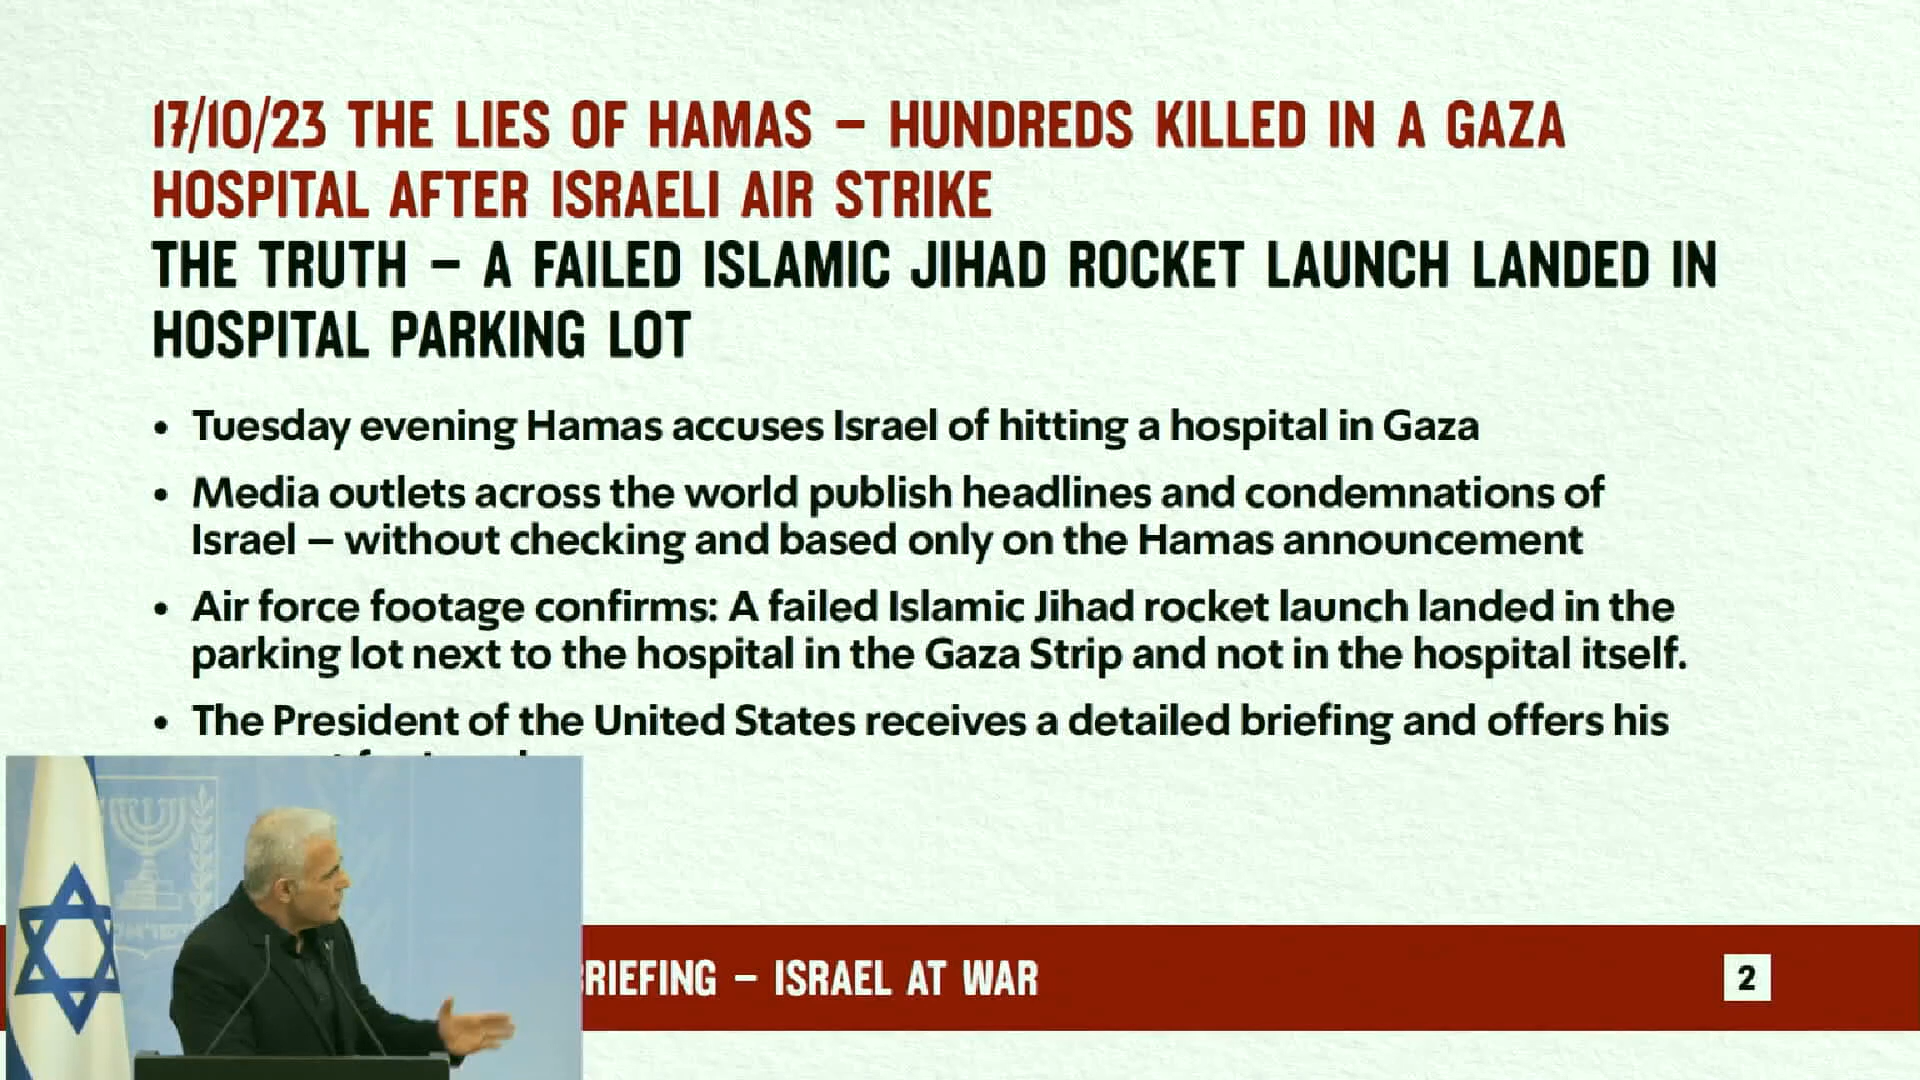 17/10/23 THE LIES OF HAMAS – HUNDREDS KILLED IN A GAZA
HOSPITAL AFTER ISRAELI AIR STRIKE
THE TRUTH – A FAILED ISLAMIC JIHAD ROCKET LAUNCH LANDED IN
HOSPITAL PARKING LOT
• Tuesday evening Hamas accuses Israel of hitting a hospital in Gaza
• Media outlets across the world publish headlines and condemnations of
Israel – without checking and based only on the Hamas announcement
• Air force footage confirms: A failed Islamic Jihad rocket launch landed in the
parking lot next to the hospital in the Gaza Strip and not in the hospital itself.
• The President of the United States receives a detailed briefing and offers his
BRIEFING – ISRAEL AT WAR
2